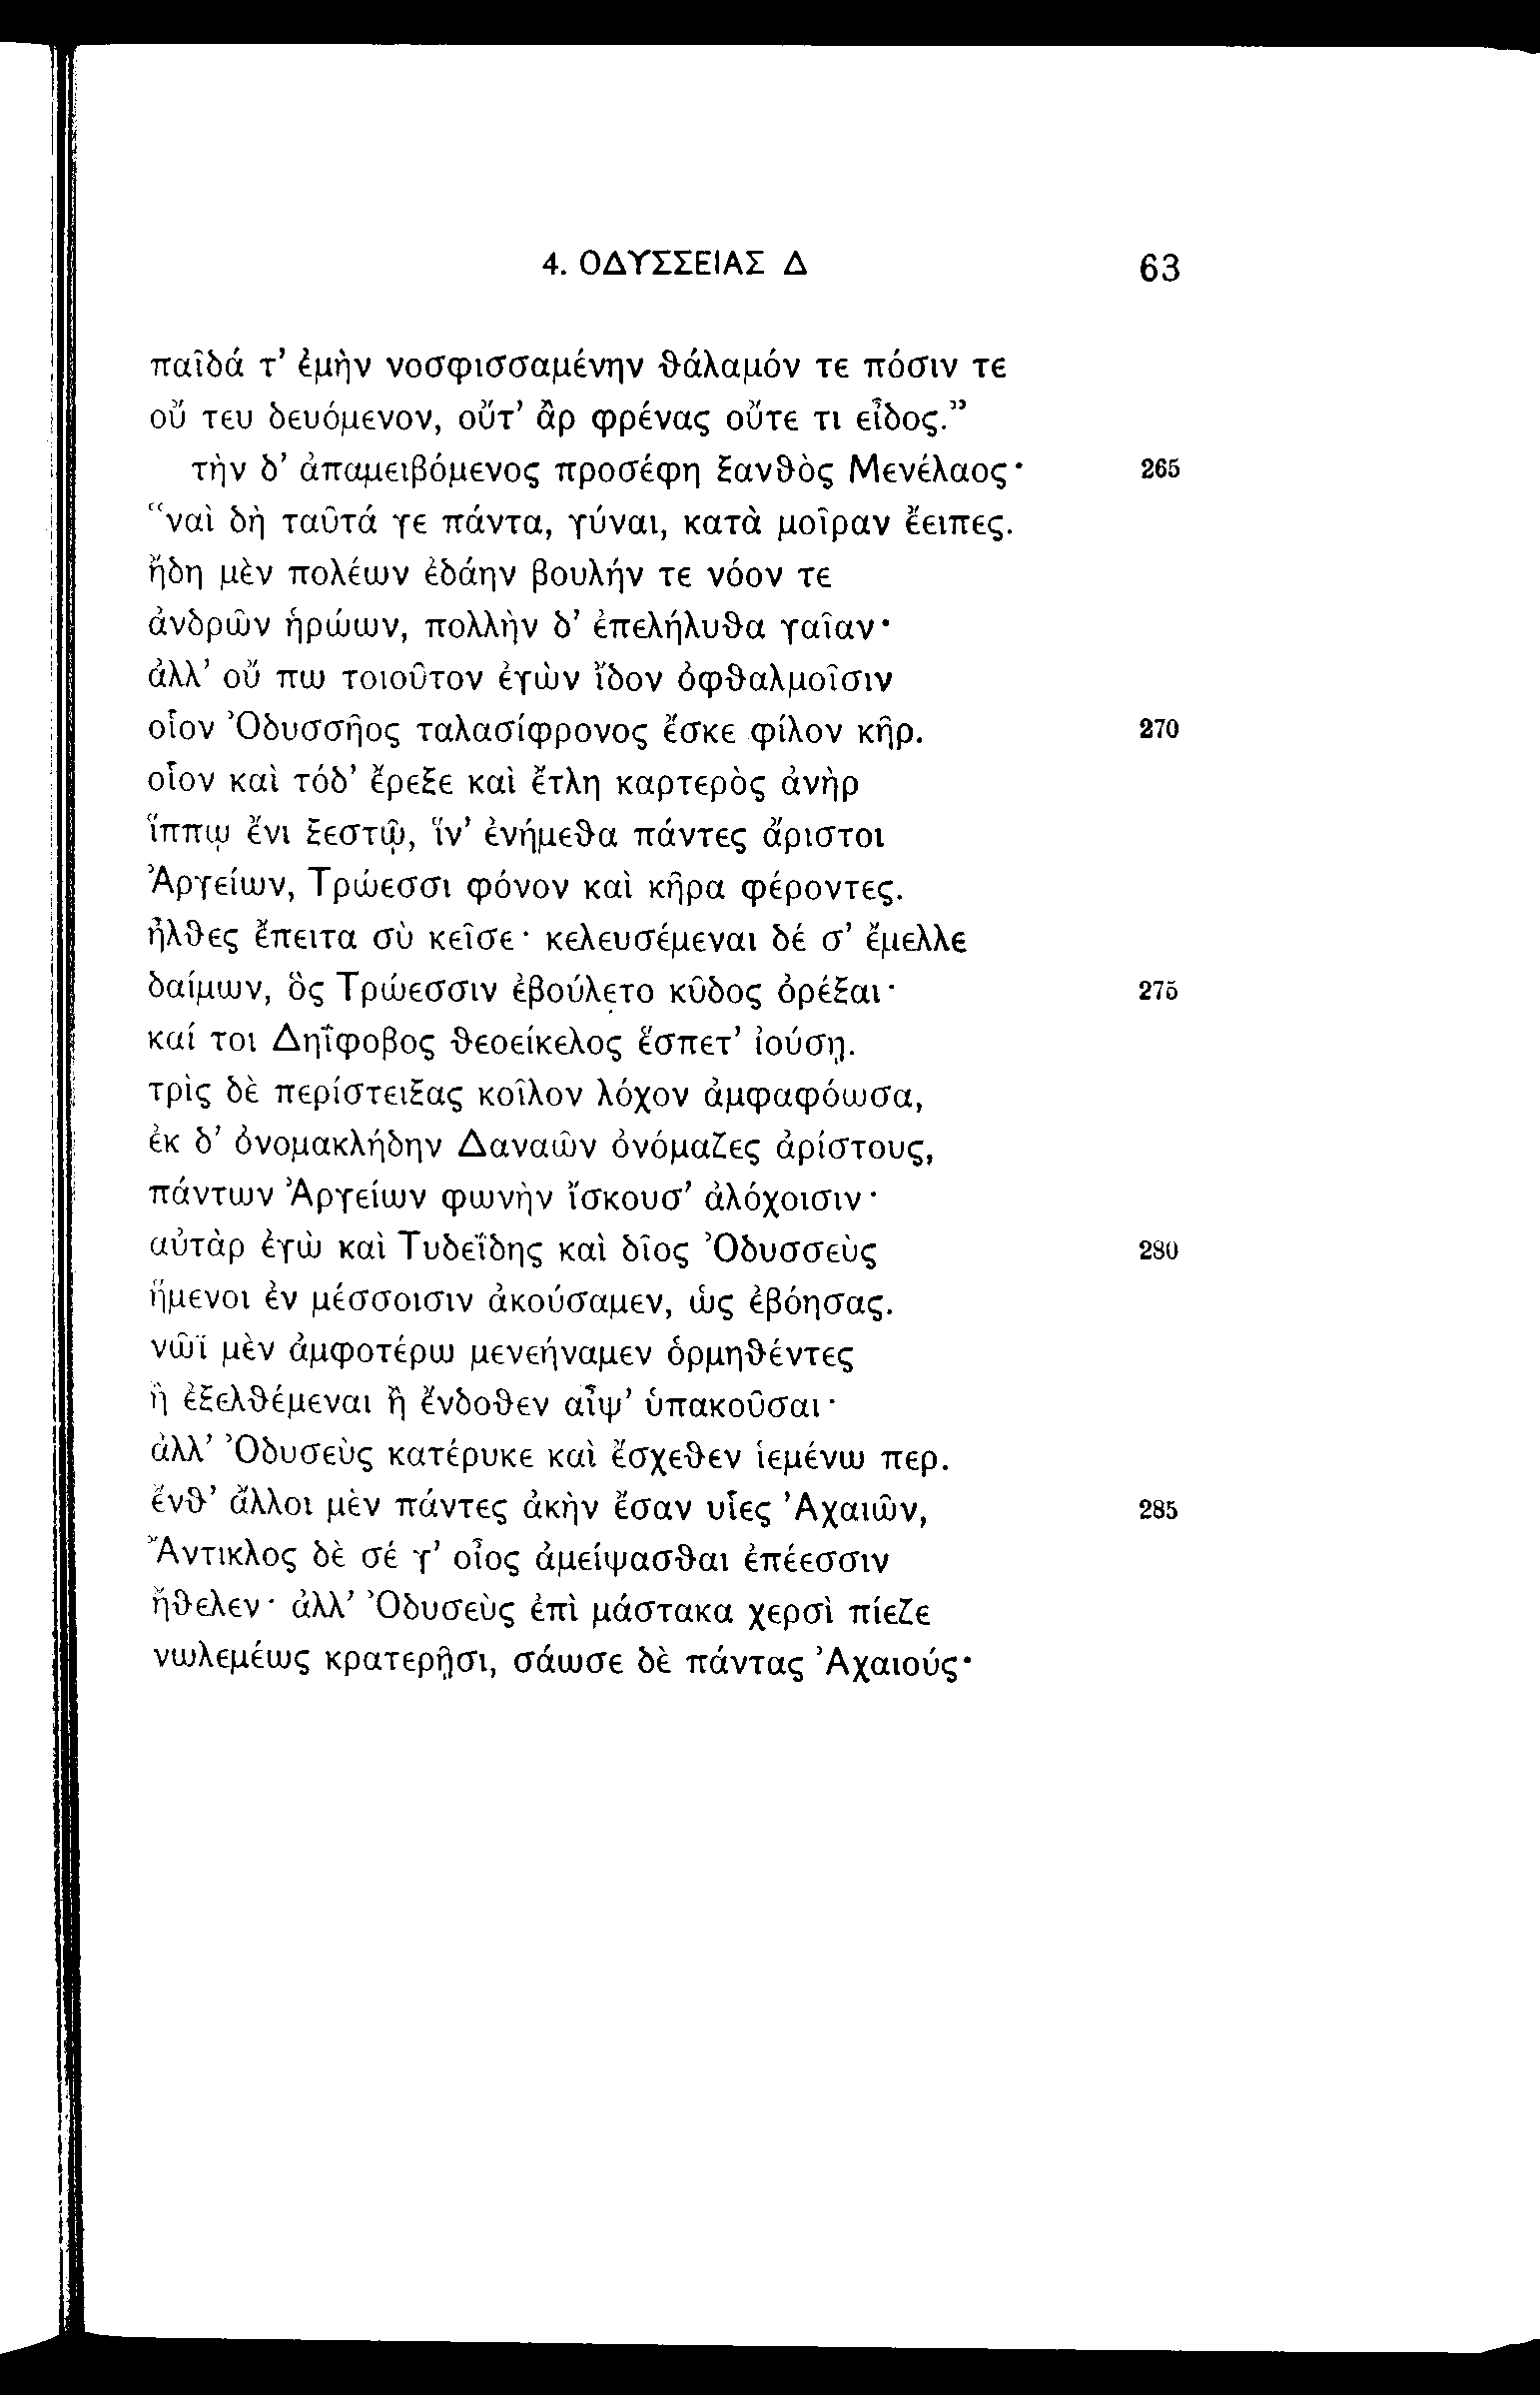 4. ΟΔΥΣΣΕΙΑΣ Δ 63
παῖδά τ’ ἐμὴν νοσφισσαμένην ϑάλαμόν τε πόσιν τε
οὔ τευ δευόμενον, οὔτ’ ἂρ φρένας οὔτε τι εἶδος.”
τὴν δ’ ἀπαμειβόμενος προσέφη ξανϑὸς Μενέλαος· 265
“ναὶ δὴ ταῦτά γε πάντα, γύναι, κατὰ μοῖραν ἔειπες.
ἤδη μὲν πολέων ἐδάην βουλήν τε νόον τε
ἀνδρῶν ἡρώων, πολλὴν δ’ ἐπελήλυϑα γαῖαν·
ἀλλ’ οὔ πω τοιοῦτον ἐγὼν ἴδον ὀφϑαλμοῖσιν
οἷον Ὀδυσσῆος ταλασίφρονος ἔσκε φίλον κῆρ. 270
οἷον καὶ τόδ’ ἔρεξε καὶ ἔτλη καρτερὸς ἀνὴρ
ἵππῳ ἔνι ξεστῷ, ἵν’ ἐνήμεϑα πάντες ἄριστοι
Ἀργείων, Τρώεσσι φόνον καὶ κῆρα φέροντες.
ἦλϑες ἔπειτα σὺ κεῖσε· κελευσέμεναι δέ σ’ ἔμελλε
δαίμων, ὃς Τρώεσσιν ἐβούλετο κῦδος ὀρέξαι· 275
καί τοι Δηΐφοβος ϑεοείκελος ἕσπετ’ ἰούσῃ.
τρὶς δὲ περίστειξας κοῖλον λόχον ἀμφαφόωσα,
ἐκ δ’ ὀνομακλήδην Δαναῶν ὀνόμαζες ἀρίστους,
πάντων Ἀργείων φωνὴν ἴσκουσ’ ἀλόχοισιν·
αὐτὰρ ἐγὼ καὶ Τυδεΐδης καὶ δῖος Ὀδυσσεὺς 280
ἥμενοι ἐν μέσσοισιν ἀκούσαμεν, ὡς ἐβόησας.
νῶϊ μὲν ἀμφοτέρω μενεήναμεν ὁρμηϑέντες
ἢ ἐξελϑέμεναι ἢ ἔνδοϑεν αἶψ’ ὑπακοῦσαι·
ἀλλ’ Ὀδυσεὺς κατέρυκε καὶ ἔσχεϑεν ἱεμένω περ.
ἔνϑ’ ἄλλοι μὲν πάντες ἀκὴν ἔσαν υἷες Ἀχαιῶν, 285
Ἄντικλος δὲ σέ γ’ οἶος ἀμείψασϑαι ἐπέεσσιν
ἤϑελεν· ἀλλ’ Ὀδυσεὺς ἐπὶ μάστακα χερσὶ πίεζε
νωλεμέως κρατερῇσι, σάωσε δὲ πάντας Ἀχαιούς·